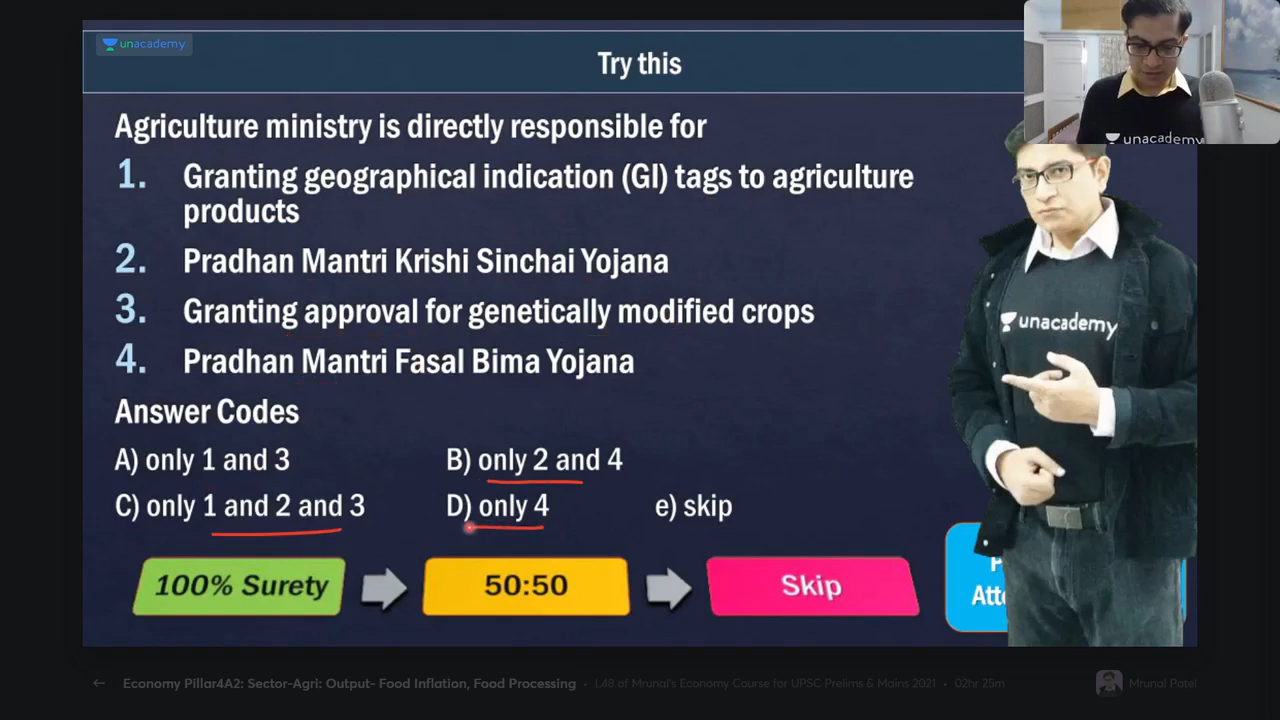 unacademy
Try this
unacademy
Agriculture ministry is directly responsible for
1. Granting geographical indication (GI) tags to agriculture
products
2. Pradhan Mantri Krishi Sinchai Yojana
3. Granting approval for genetically modified crops
unacademy
4. Pradhan Mantri Fasal Bima Yojana
Answer Codes
A) only 1 and 3 B) only 2 and 4
C) only 1 and 2 and 3 D) only 4 e) skip
100% Surety 50:50 Skip
← Economy Pillar4A2: Sector-Agri: Output- Food Inflation, Food Processing • L48 of Mrunal's Economy Course for UPSC Prelims & Mains 2021 • 02hr 25m Mrunal Patel